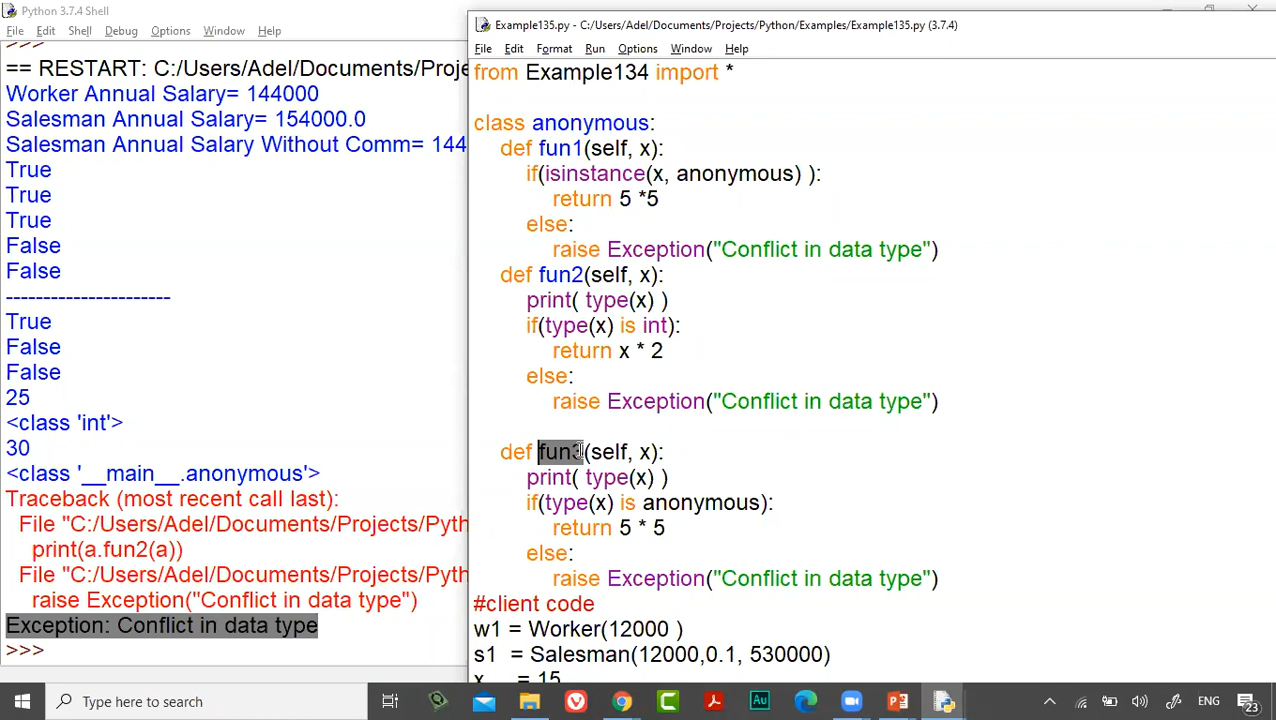 Python 3.7.4 Shell
File Edit Shell Debug Options Window Help
>>>
== RESTART: C:/Users/Adel/Documents/Proje
Worker Annual Salary= 144000
Salesman Annual Salary= 154000.0
Salesman Annual Salary Without Comm= 144
True
True
True
False
False
----------------------
True
False
False
25
<class 'int'>
30
<class '__main__.anonymous'>
Traceback (most recent call last):
File "C:/Users/Adel/Documents/Projects/Pyth
print(a.fun2(a))
File "C:/Users/Adel/Documents/Projects/Pyth
raise Exception("Conflict in data type")
Exception: Conflict in data type
>>>
Example135.py - C:/Users/Adel/Documents/Projects/Python/Examples/Example135.py (3.7.4)
File Edit Format Run Options Window Help
from Example134 import *
class anonymous:
def fun1(self, x):
if(isinstance(x, anonymous) ):
return 5 *5
else:
raise Exception("Conflict in data type")
def fun2(self, x):
print( type(x) )
if(type(x) is int):
return x * 2
else:
raise Exception("Conflict in data type")
def fun3(self, x):
print( type(x) )
if(type(x) is anonymous):
return 5 * 5
else:
raise Exception("Conflict in data type")
#client code
w1 = Worker(12000 )
s1 = Salesman(12000,0.1, 530000)
x = 15
Type here to search
ENG
23